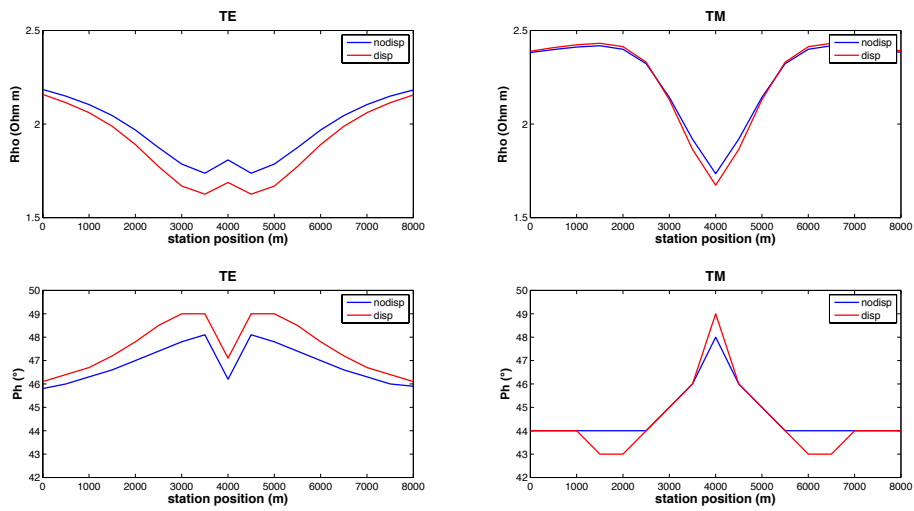 TE
2.5
2
1.5
Rho (Ohm m)
nodisp
disp
0 1000 2000 3000 4000 5000 6000 7000 8000
station position (m)
TM
2.5
2
1.5
Rho (Ohm m)
nodisp
disp
0 1000 2000 3000 4000 5000 6000 7000 8000
station position (m)
TE
50
49
48
47
46
45
44
43
42
Ph (°)
nodisp
disp
0 1000 2000 3000 4000 5000 6000 7000 8000
station position (m)
TM
50
49
48
47
46
45
44
43
42
Ph (°)
nodisp
disp
0 1000 2000 3000 4000 5000 6000 7000 8000
station position (m)